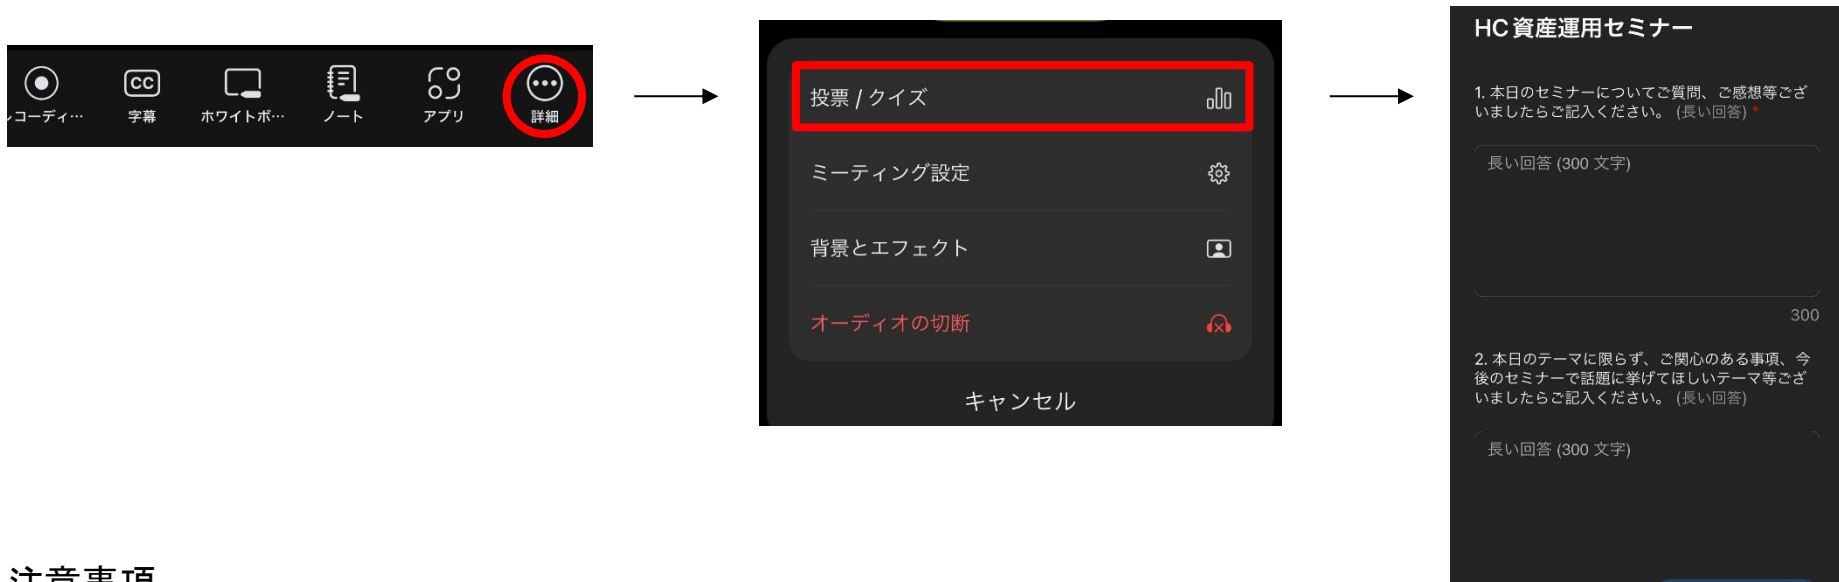 レコーディ…
CC
字幕
ホワイトボ…
ノート
アプリ
詳細
投票 / クイズ
ミーティング設定
背景とエフェクト
オーディオの切断
キャンセル
HC 資産運用セミナー
1. 本日のセミナーについてご質問、ご感想等ござ
いましたらご記入ください。 (長い回答) *
長い回答 (300 文字)
300
2. 本日のテーマに限らず、ご関心のある事項、今
後のセミナーで話題に挙げてほしいテーマ等ござ
いましたらご記入ください。 (長い回答)
長い回答 (300 文字)
注意事項